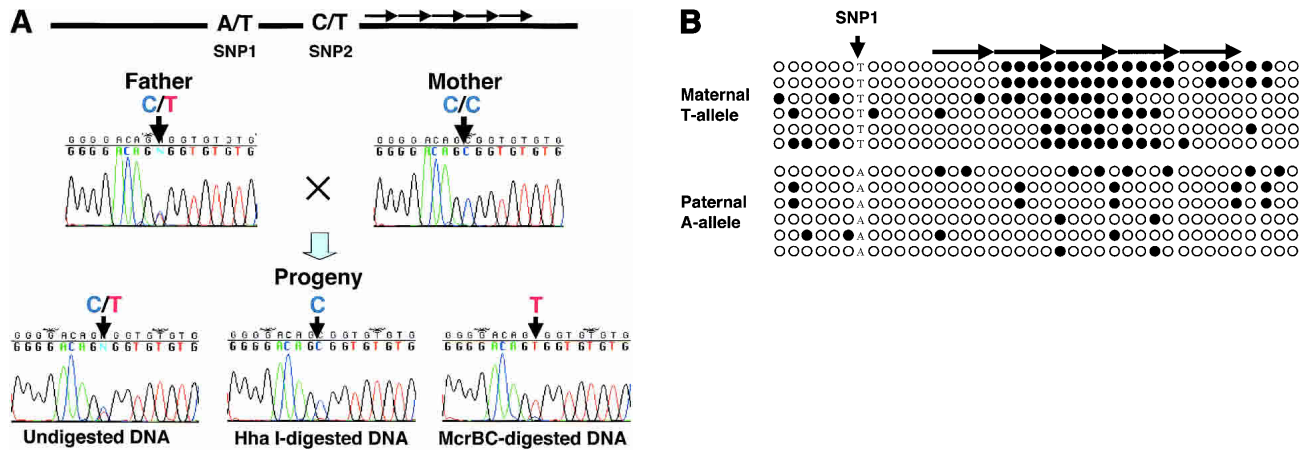 A
A/T
C/T
SNP1
SNP2
Father
C/T
Mother
C/C
GGGGACAGNGGTGTGTG
GGGGACAGCGGTGTGTG
×
Progeny
C/T
C
T
GGGGACAGNGGTGTGTG
GGGGACAGCGGTGTGTG
GGGGACAGTGGTGTGTG
Undigested DNA
Hha I-digested DNA
McrBC-digested DNA
B
SNP1
Maternal
T-allele
T
T
T
T
T
T
Paternal
A-allele
A
A
A
A
A
A